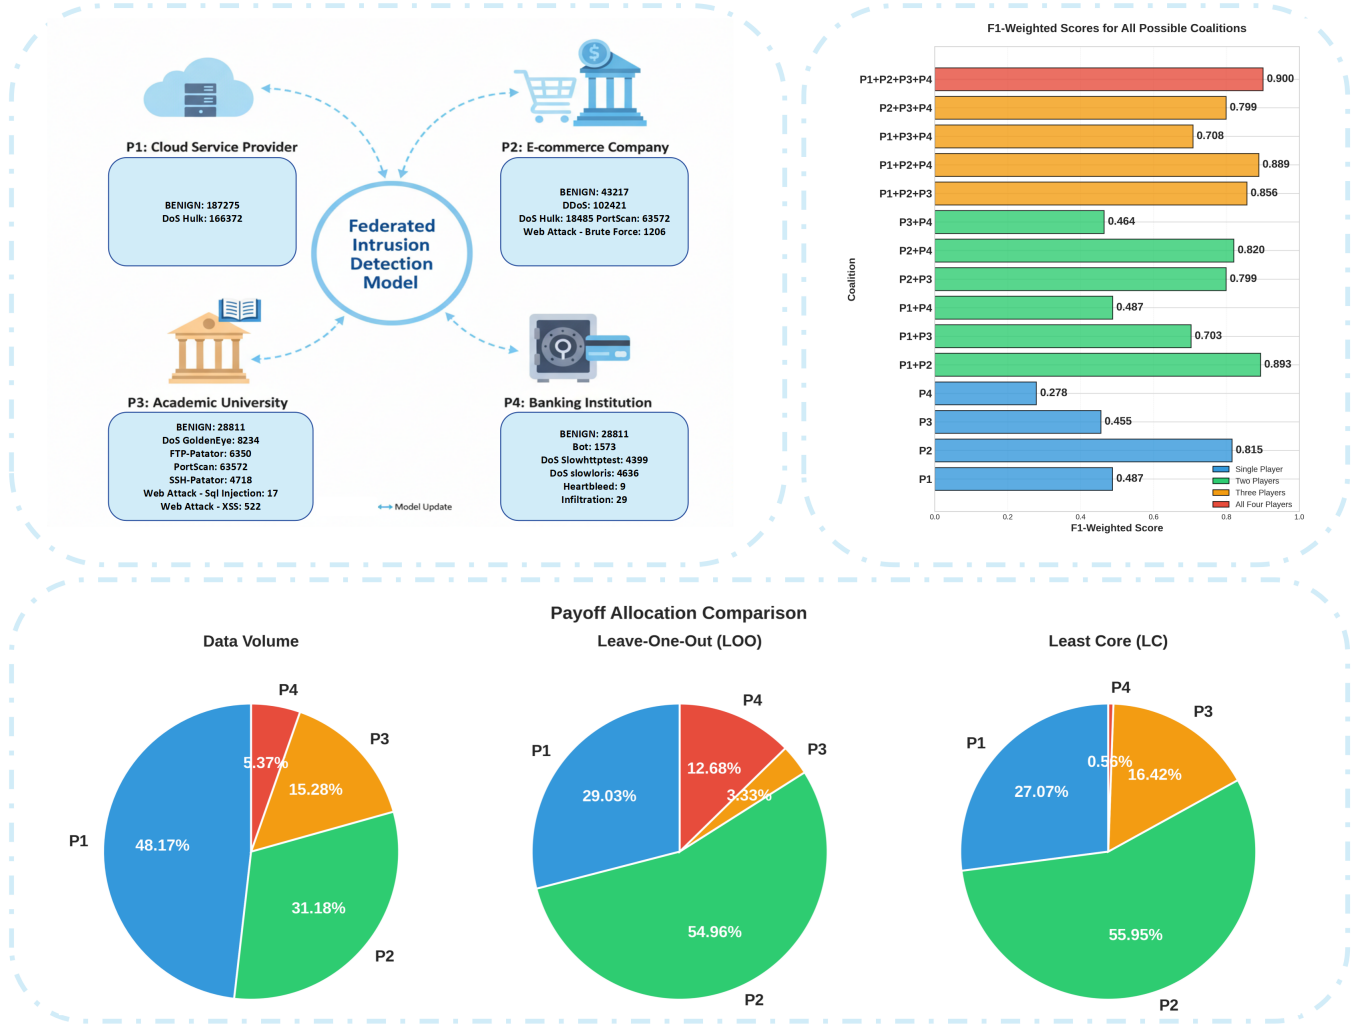 P1: Cloud Service Provider
BENIGN: 187275
DoS Hulk: 166372
P2: E-commerce Company
BENIGN: 43217
DDoS: 102421
DoS Hulk: 18485 PortScan: 63572
Web Attack - Brute Force: 1206
Federated
Intrusion
Detection
Model
P3: Academic University
BENIGN: 28811
DoS GoldenEye: 8234
FTP-Patator: 6350
PortScan: 63572
SSH-Patator: 4718
Web Attack - Sql Injection: 17
Web Attack - XSS: 522
P4: Banking Institution
BENIGN: 28811
Bot: 1573
DoS Slowhttptest: 4399
DoS slowloris: 4636
Heartbleed: 9
Infiltration: 29
Model Update
F1-Weighted Scores for All Possible Coalitions
Coalition
P1+P2+P3+P4 0.900
P2+P3+P4 0.799
P1+P3+P4 0.708
P1+P2+P4 0.889
P1+P2+P3 0.856
P3+P4 0.464
P2+P4 0.820
P2+P3 0.799
P1+P4 0.487
P1+P3 0.703
P1+P2 0.893
P4 0.278
P3 0.455
P2 0.815
P1 0.487
Single Player
Two Players
Three Players
All Four Players
0.0 0.2 0.4 0.6 0.8 1.0
F1-Weighted Score
Payoff Allocation Comparison
Data Volume
P4
5.37%
P3
15.28%
P1
48.17%
31.18%
P2
Leave-One-Out (LOO)
P4
12.68%
P3
3.33%
P1
29.03%
54.96%
P2
Least Core (LC)
P4
0.56%
P3
16.42%
P1
27.07%
55.95%
P2